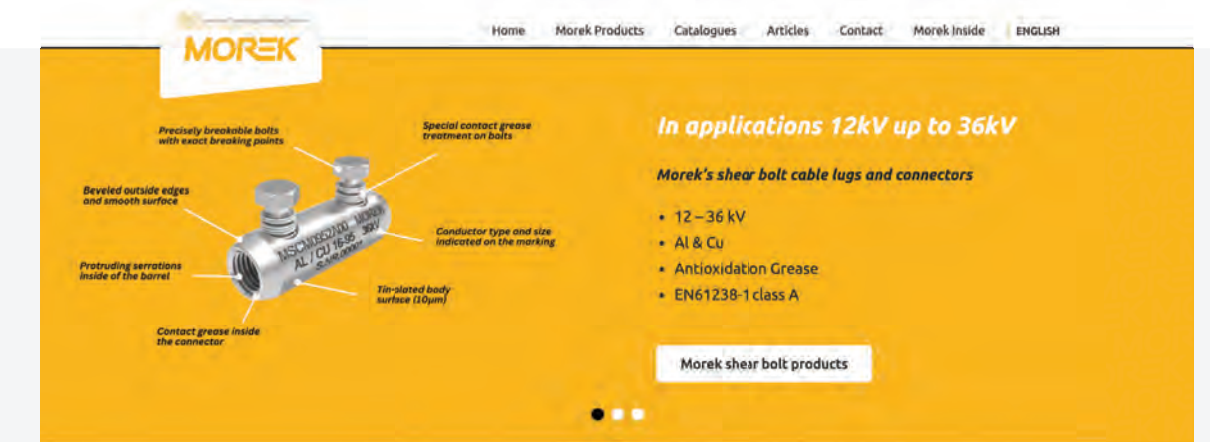 MOREK
Home Morek Products Catalogues Articles Contact Morek Inside ENGLISH
Precisely breakable bolts
with exact breaking points
Special contact grease
treatment on bolts
Beveled outside edges
and smooth surface
Conductor type and size
indicated on the marking
Protruding serrations
inside of the barrel
Tin-plated body
surface (10µm)
Contact grease inside
the connector
MOREK
36kV
AL / CU 16-95
In applications 12kV up to 36kV
Morek's shear bolt cable lugs and connectors
• 12 – 36 kV
• Al & Cu
• Antioxidation Grease
• EN61238-1 class A
Morek shear bolt products